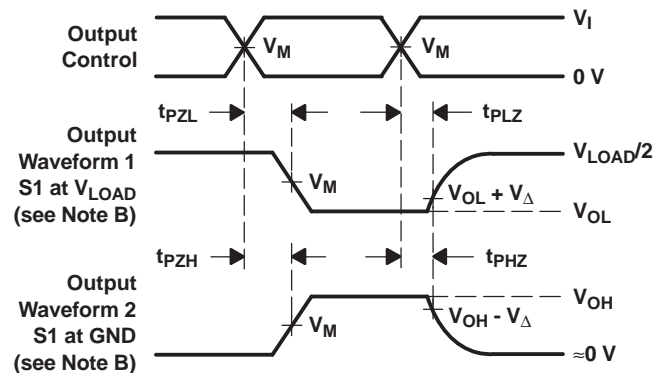 Output
Control
V_M
V_M
V_I
0 V
t_PZL
t_PLZ
Output
Waveform 1
S1 at V_LOAD
(see Note B)
V_M
V_LOAD/2
V_OL + V_Δ
V_OL
t_PZH
t_PHZ
Output
Waveform 2
S1 at GND
(see Note B)
V_M
V_OH
V_OH - V_Δ
≈0 V